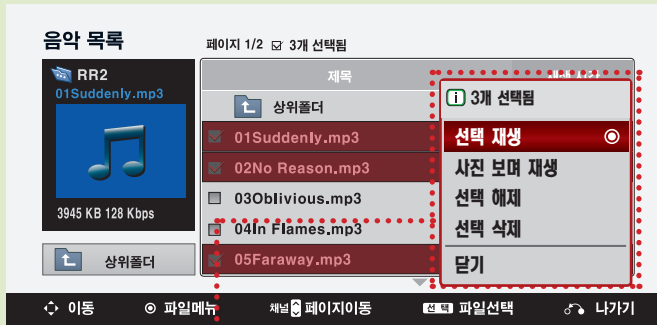 음악 목록
페이지 1/2 ☑ 3개 선택됨
RR2
01Suddenly.mp3
3945 KB 128 Kbps
상위폴더
제목
상위폴더
01Suddenly.mp3
02No Reason.mp3
03Oblivious.mp3
04In Flames.mp3
05Faraway.mp3
i 3개 선택됨
선택 재생
사진 보며 재생
선택 해제
선택 삭제
닫기
이동 파일메뉴 채널 페이지이동 선택 파일선택 나가기